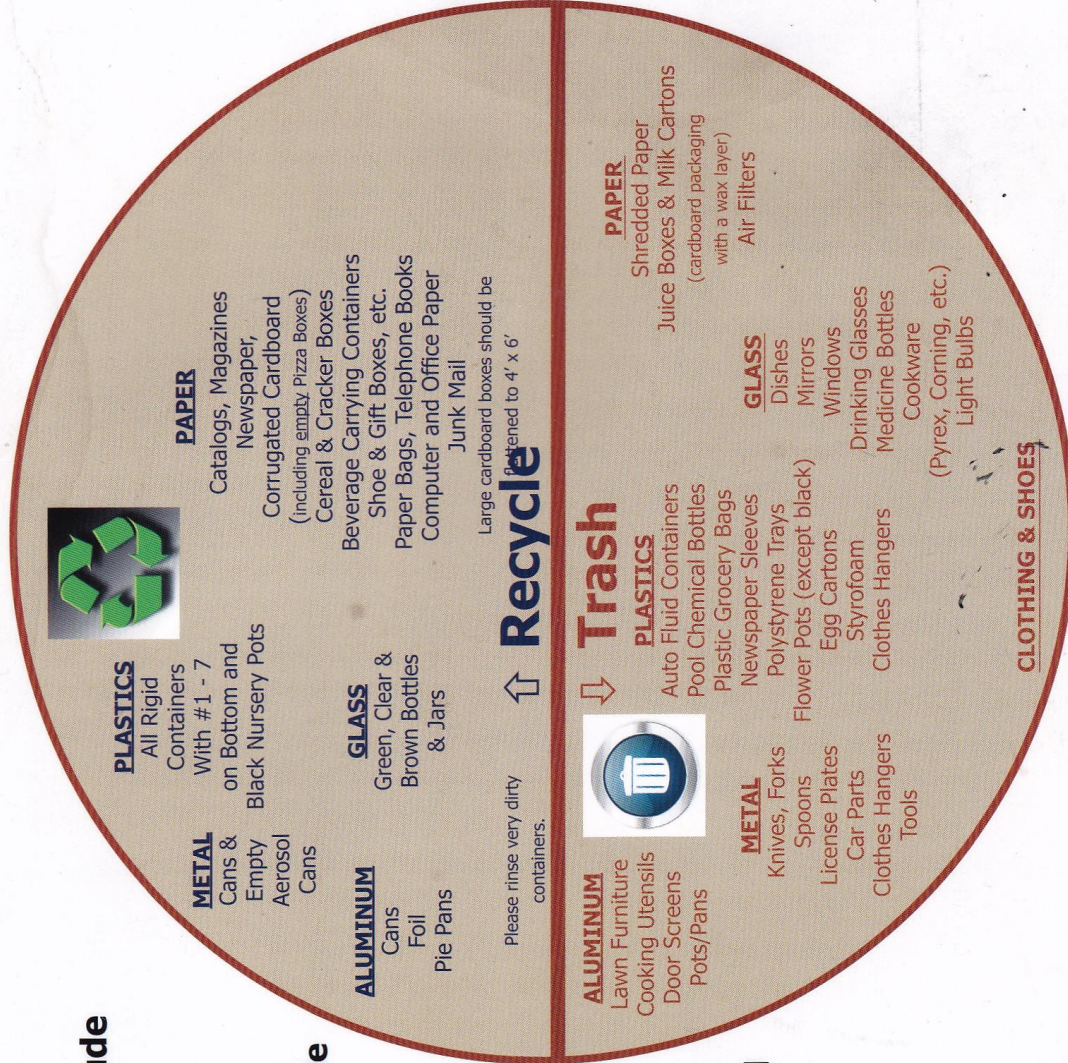 PLASTICS
All Rigid
Containers
With #1 - 7
on Bottom and
Black Nursery Pots
METAL
Cans &
Empty
Aerosol
Cans
PAPER
Catalogs, Magazines
Newspaper,
Corrugated Cardboard
(including empty Pizza Boxes)
Cereal & Cracker Boxes
Beverage Carrying Containers
Shoe & Gift Boxes, etc.
Paper Bags, Telephone Books
Computer and Office Paper
Junk Mail
Large cardboard boxes should be
flattened to 4' x 6'
ALUMINUM
Cans
Foil
Pie Pans
GLASS
Green, Clear &
Brown Bottles
& Jars
Please rinse very dirty
containers.
Recycle
Trash
ALUMINUM
Lawn Furniture
Cooking Utensils
Door Screens
Pots/Pans
PLASTICS
Auto Fluid Containers
Pool Chemical Bottles
Plastic Grocery Bags
Newspaper Sleeves
Polystyrene Trays
Flower Pots (except black)
Egg Cartons
Styrofoam
Clothes Hangers
PAPER
Shredded Paper
Juice Boxes & Milk Cartons
(cardboard packaging
with a wax layer)
Air Filters
METAL
Knives, Forks
Spoons
License Plates
Car Parts
Clothes Hangers
Tools
GLASS
Dishes
Mirrors
Windows
Drinking Glasses
Medicine Bottles
Cookware
(Pyrex, Corning, etc.)
Light Bulbs
CLOTHING & SHOES